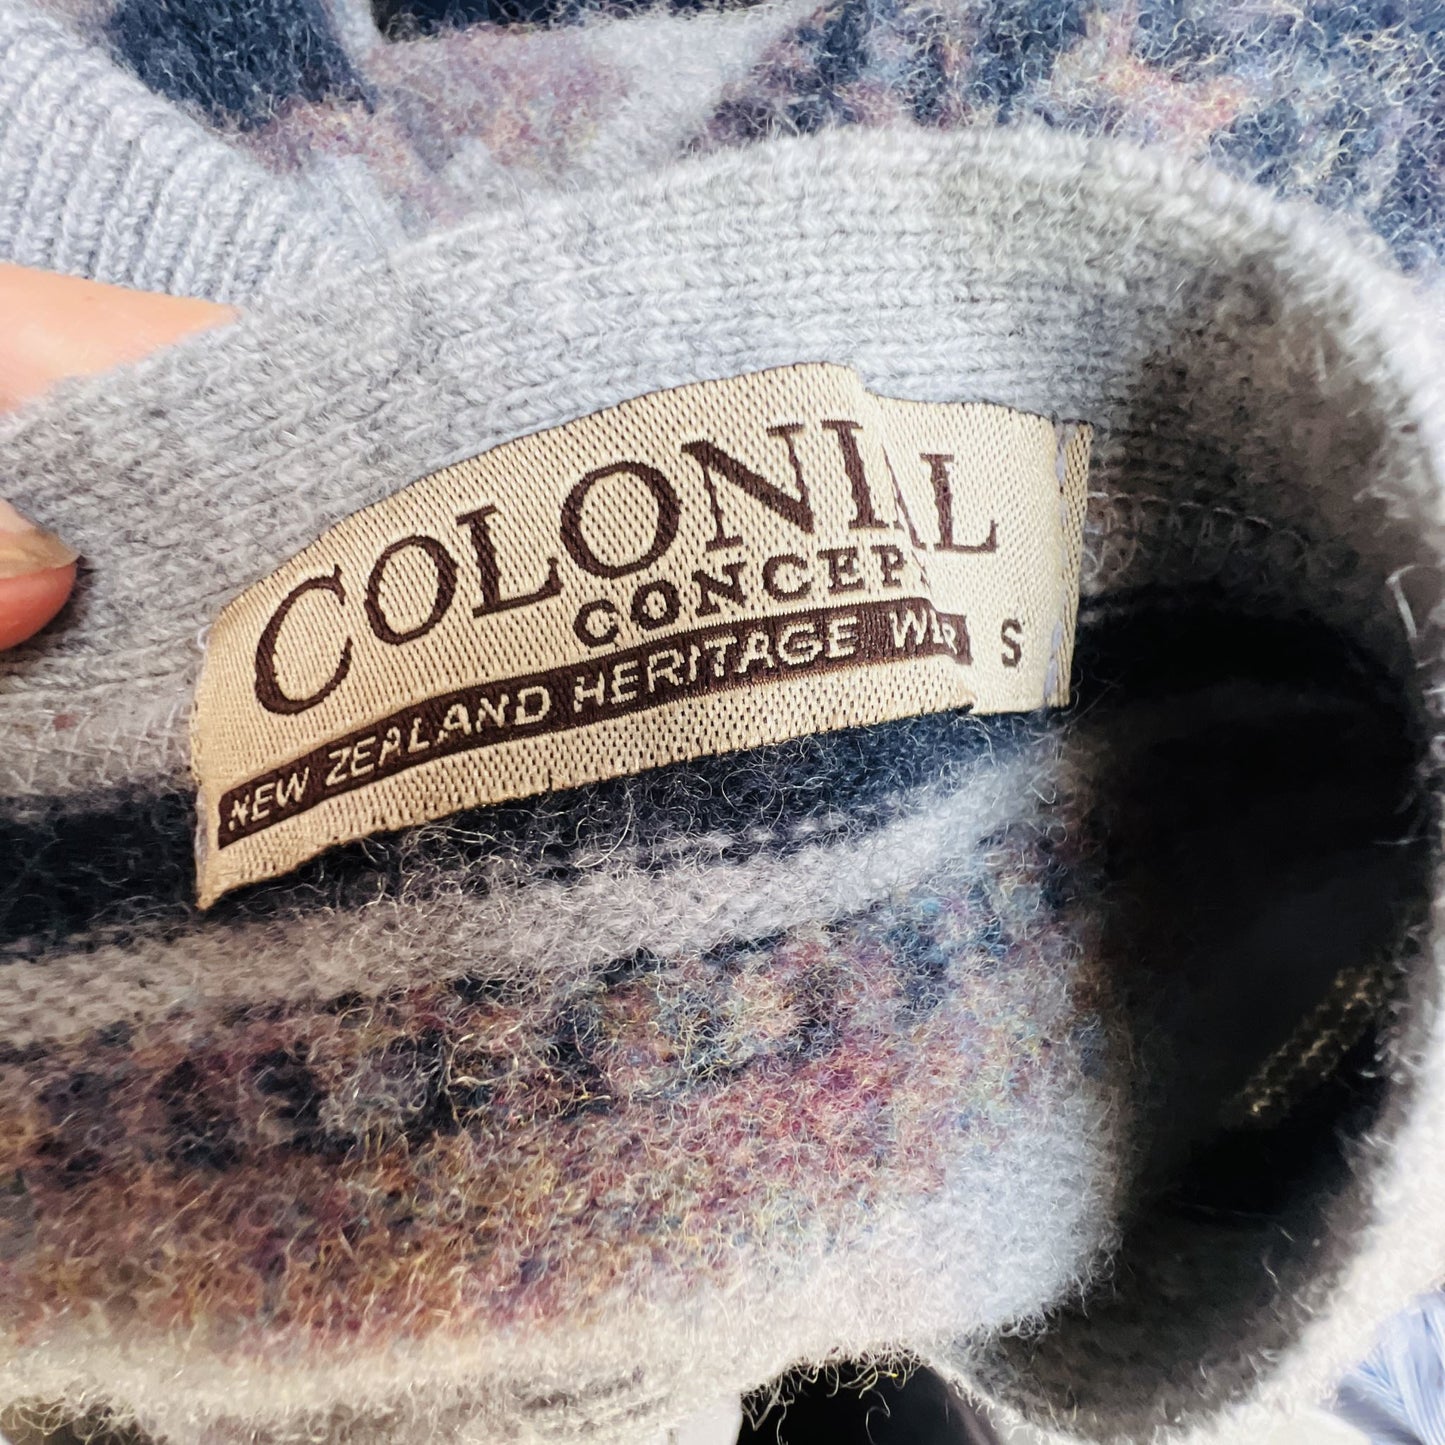 COLONIAL
CONCEP
NEW ZEALAND HERITAGE
S